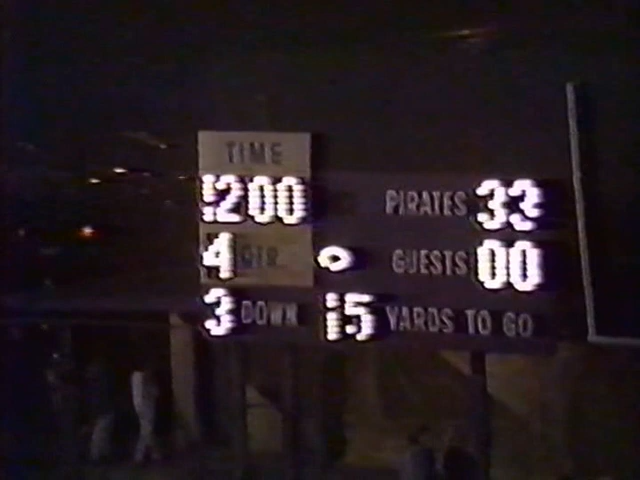 TIME
1200 PIRATES 33
4 QTR GUESTS 00
3 DOWN 15 YARDS TO GO